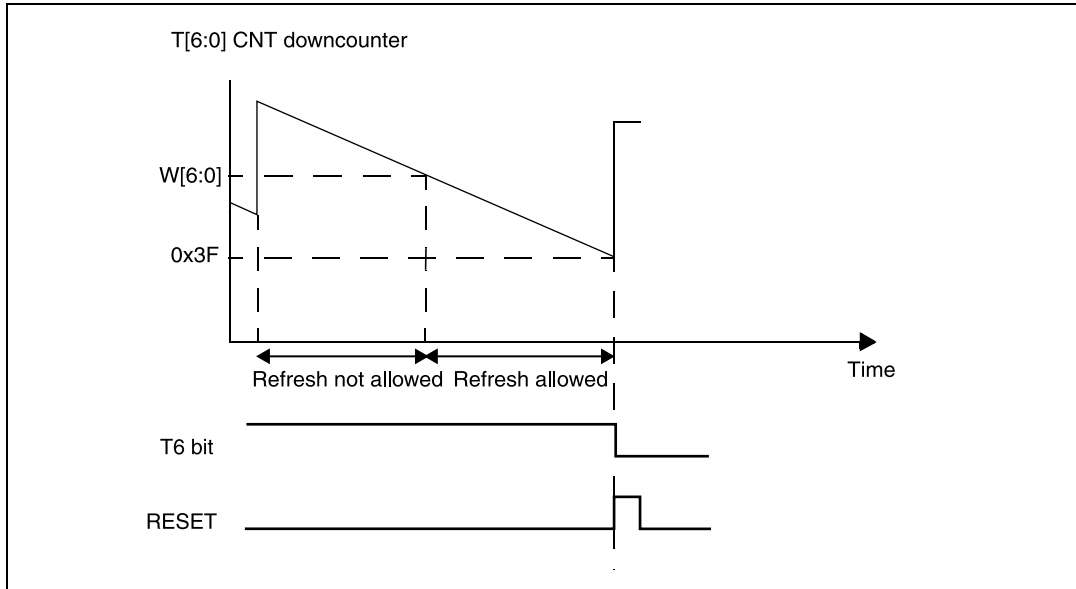 T[6:0] CNT downcounter
W[6:0]
0x3F
Refresh not allowed
Refresh allowed
Time
T6 bit
RESET